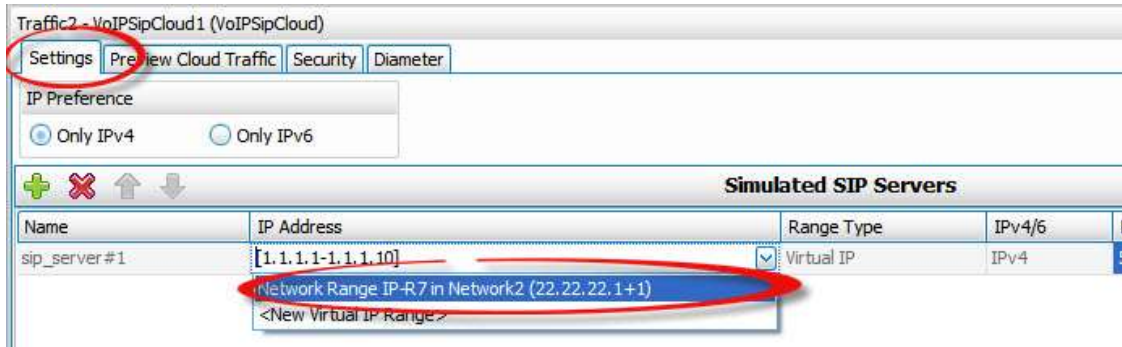 Traffic2 - VoIPSipCloud1 (VoIPSipCloud)
Settings Preview Cloud Traffic Security Diameter
IP Preference
Only IPv4 Only IPv6
Simulated SIP Servers
Name IP Address Range Type IPv4/6
sip_server#1 [1.1.1.1-1.1.1.10] Virtual IP IPv4
Network Range IP-R7 in Network2 (22.22.22.1+1)
<New Virtual IP Range>